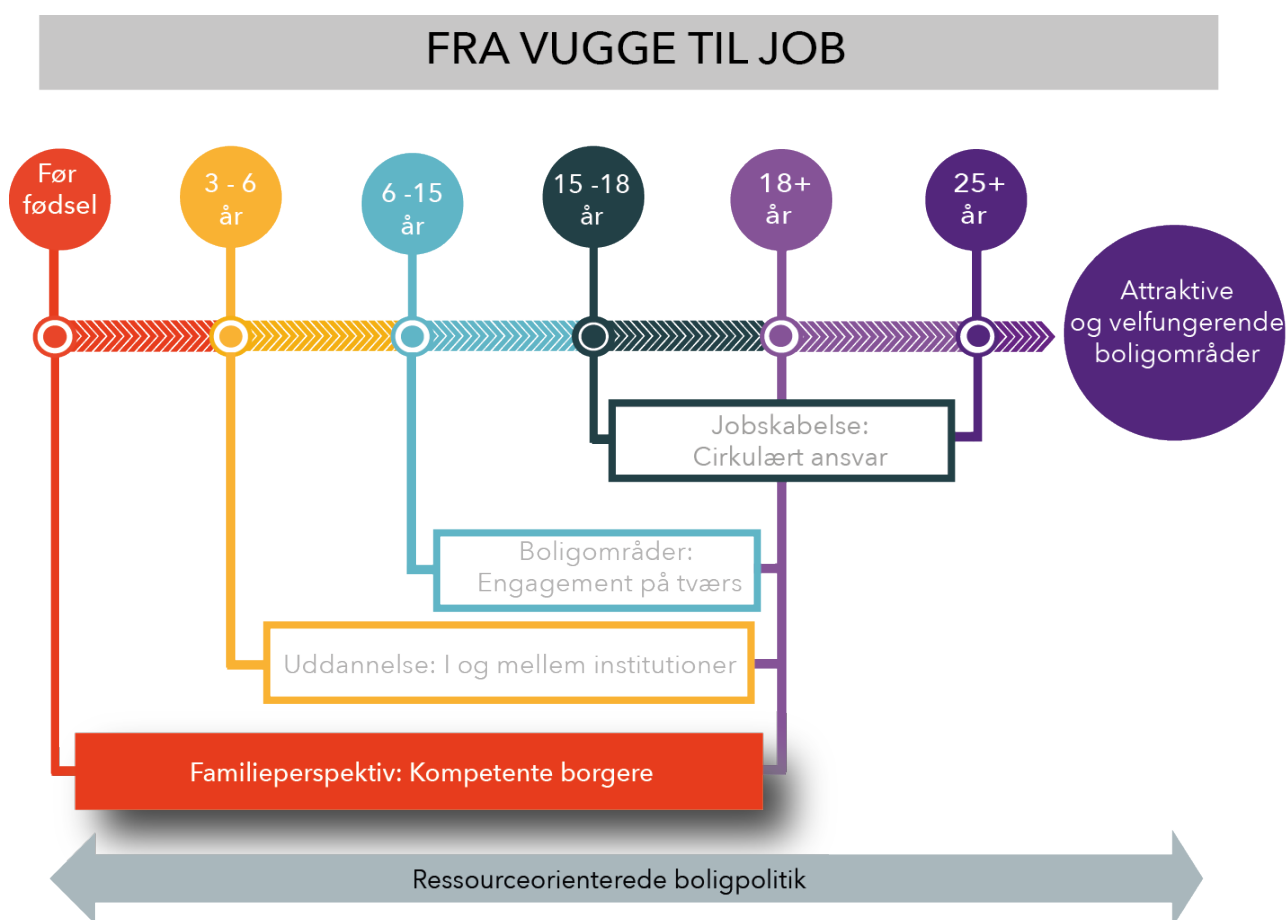 FRA VUGGE TIL JOB
Før
fødsel
3 - 6
år
6 -15
år
15 -18
år
18+
år
25+
år
Attraktive
og velfungerende
boligområder
Jobskabelse:
Cirkulært ansvar
Boligområder:
Engagement på tværs
Uddannelse: I og mellem institutioner
Familieperspektiv: Kompetente borgere
Ressourceorienterede boligpolitik